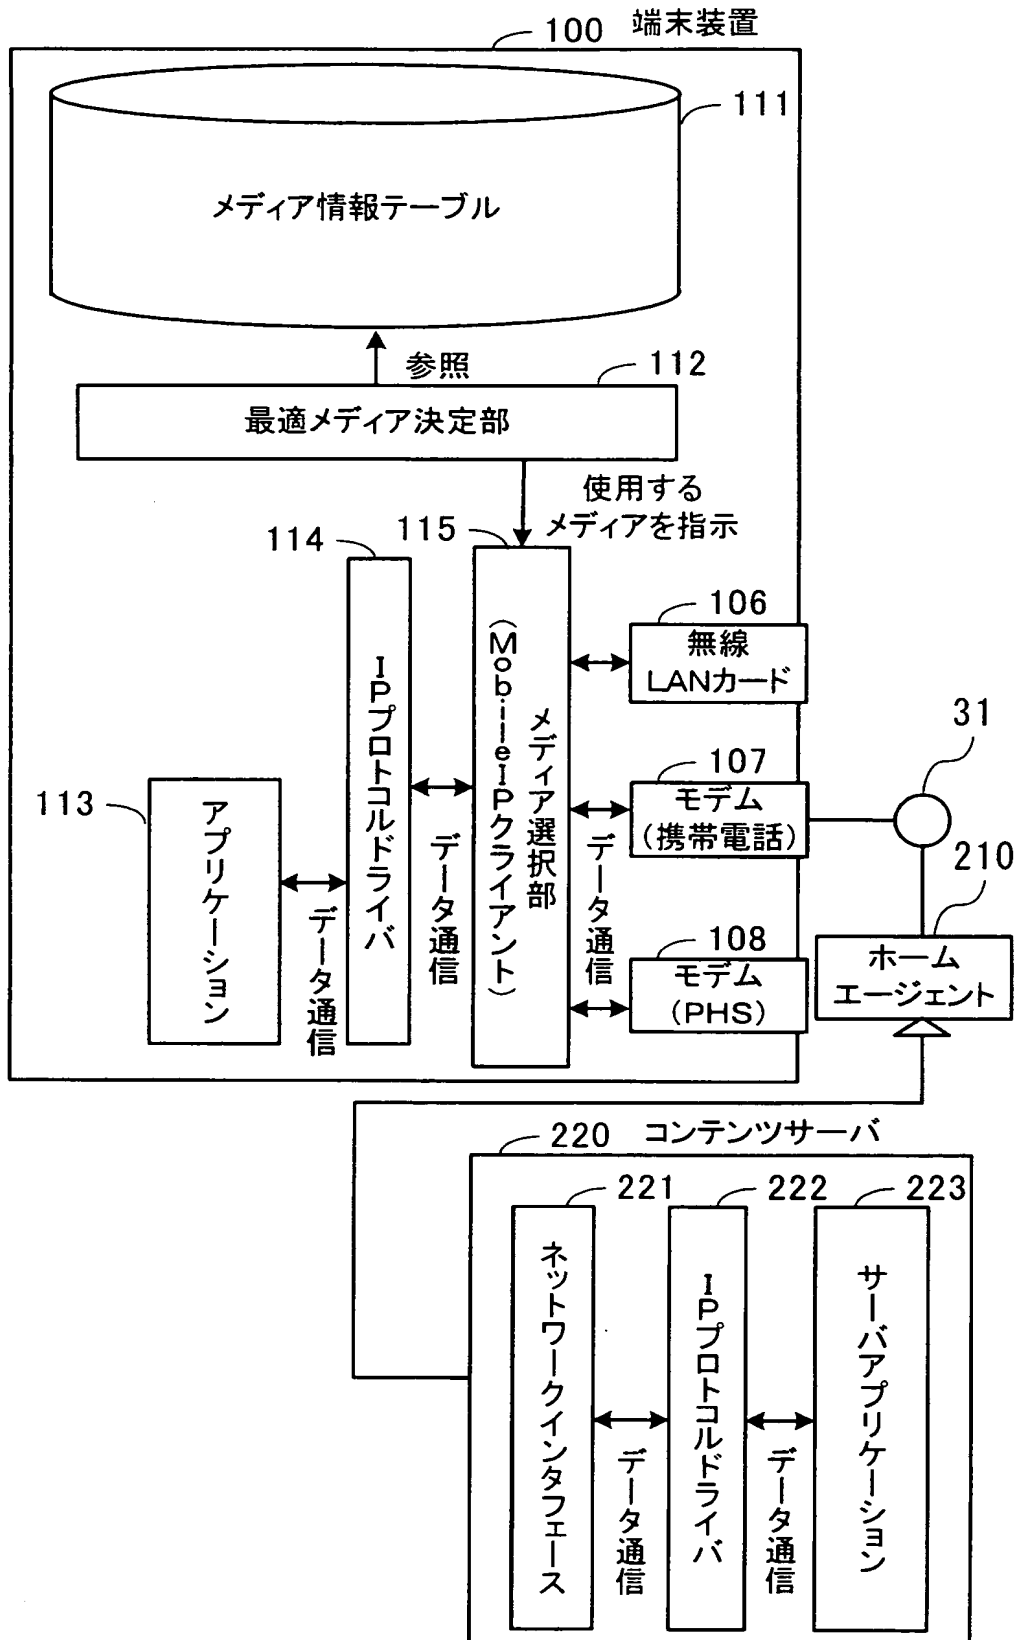 100 端末装置
111
メディア情報テーブル
参照
112
最適メディア決定部
使用する
メディアを指示
114
115
106
無線
LANカード
IPプロトコルドライバ
(MobileIPクライアント)
メディア選択部
31
113
アプリケーション
107
モデム
(携帯電話)
データ通信
データ通信
データ通信
210
ホーム
エージェント
108
モデム
(PHS)
220 コンテンツサーバ
221
222
223
ネットワークインタフェース
IPプロトコルドライバ
サーバアプリケーション
データ通信
データ通信